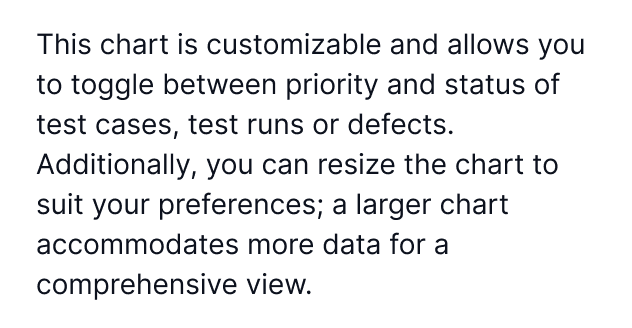 This chart is customizable and allows you
to toggle between priority and status of
test cases, test runs or defects.
Additionally, you can resize the chart to
suit your preferences; a larger chart
accommodates more data for a
comprehensive view.